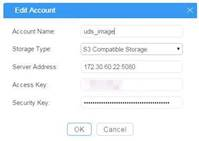 Edit Account
Account Name: uds_image
Storage Type: S3 Compatible Storage
Server Address: 172.30.60.22:5080
Access Key:
Security Key: ••••••••••••••••••••••••••••••••••••••••
OK Cancel